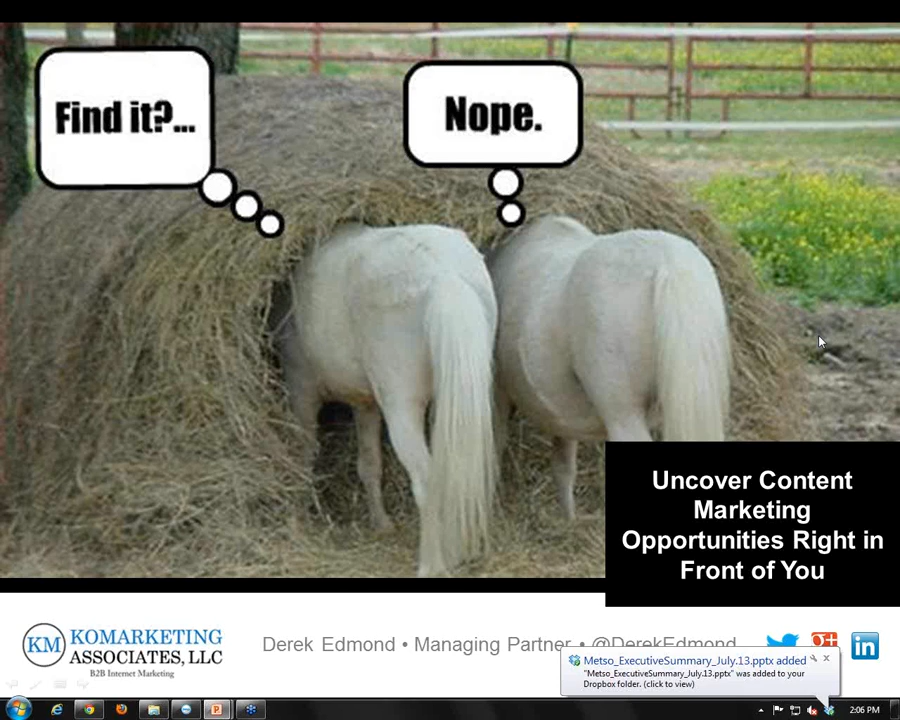 Find it?...
Nope.
Uncover Content
Marketing
Opportunities Right in
Front of You
KM
KOMARKETING
ASSOCIATES, LLC
B2B Internet Marketing
Derek Edmond • Managing Partner • @DerekEdmond
g+
in
Metso_ExecutiveSummary_July.13.pptx added
"Metso_ExecutiveSummary_July.13.pptx" was added to your
Dropbox folder. (click to view)
2:06 PM